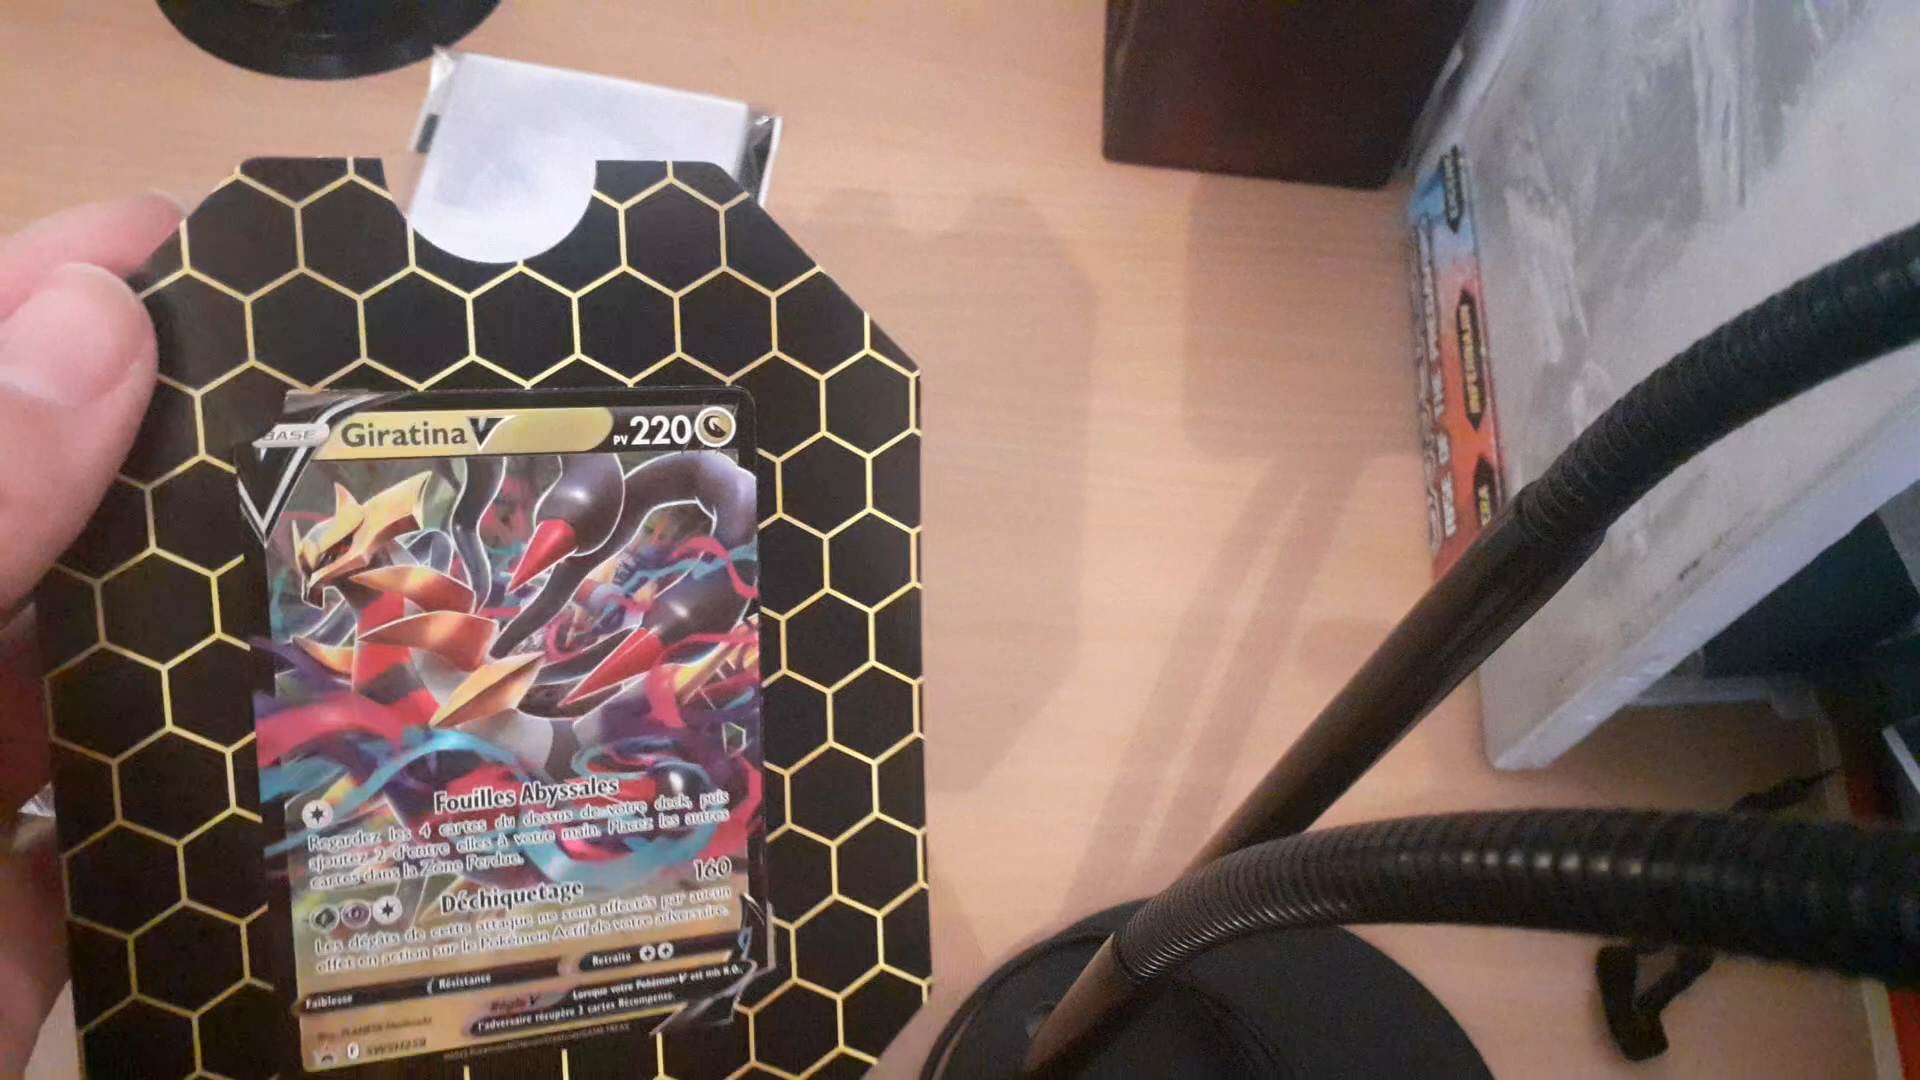 BASE Giratina V PV 220
Fouilles Abyssales
Regardez les 4 cartes du dessus de votre deck, puis
ajoutez 2 d'entre elles à votre main. Placez les autres
cartes dans la Zone Perdue.
Déchiquetage 160
Les dégâts de cette attaque ne sont affectés par aucun
effet en action sur le Pokémon Actif de votre adversaire.
Faiblesse Résistance Retraite
Règle V Lorsque votre Pokémon-V est mis K.O.,
l'adversaire récupère 2 cartes Récompense.
F SWSH258